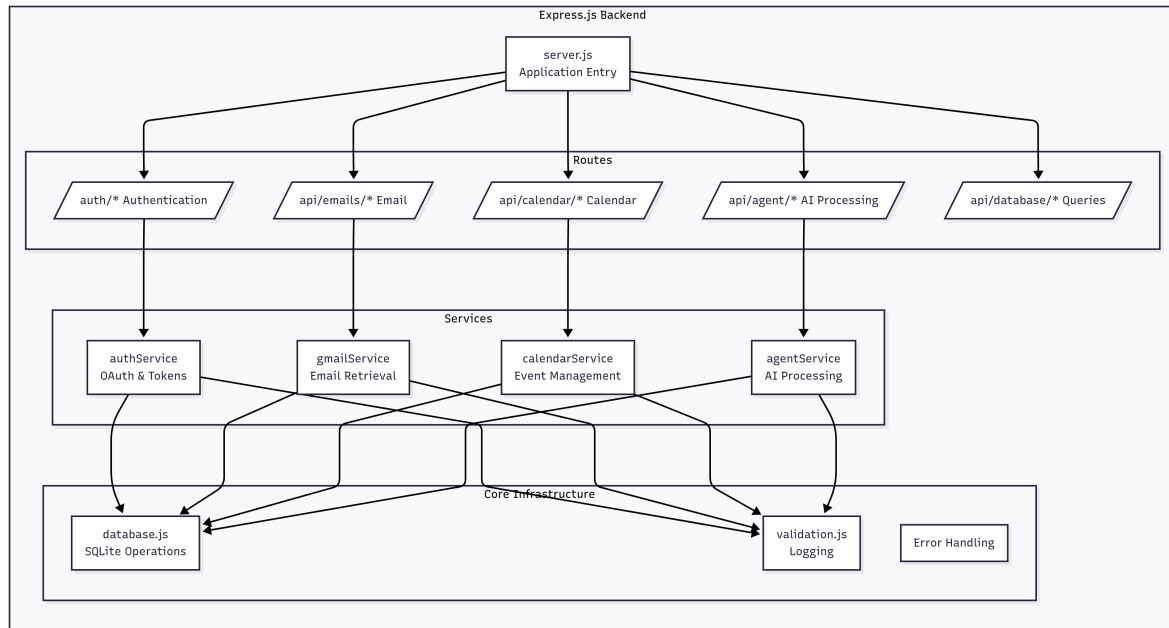 Express.js Backend
server.js
Application Entry
Routes
auth/* Authentication
api/emails/* Email
api/calendar/* Calendar
api/agent/* AI Processing
api/database/* Queries
Services
authService
OAuth & Tokens
gmailService
Email Retrieval
calendarService
Event Management
agentService
AI Processing
Core Infrastructure
database.js
SQLite Operations
validation.js
Logging
Error Handling